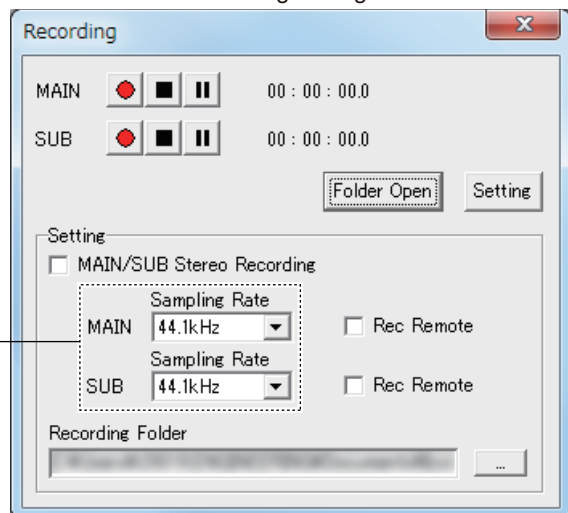 Recording
MAIN 00 : 00 : 00.0
SUB 00 : 00 : 00.0
Folder Open Setting
Setting
MAIN/SUB Stereo Recording
Sampling Rate
MAIN 44.1kHz Rec Remote
Sampling Rate
SUB 44.1kHz Rec Remote
Recording Folder
...